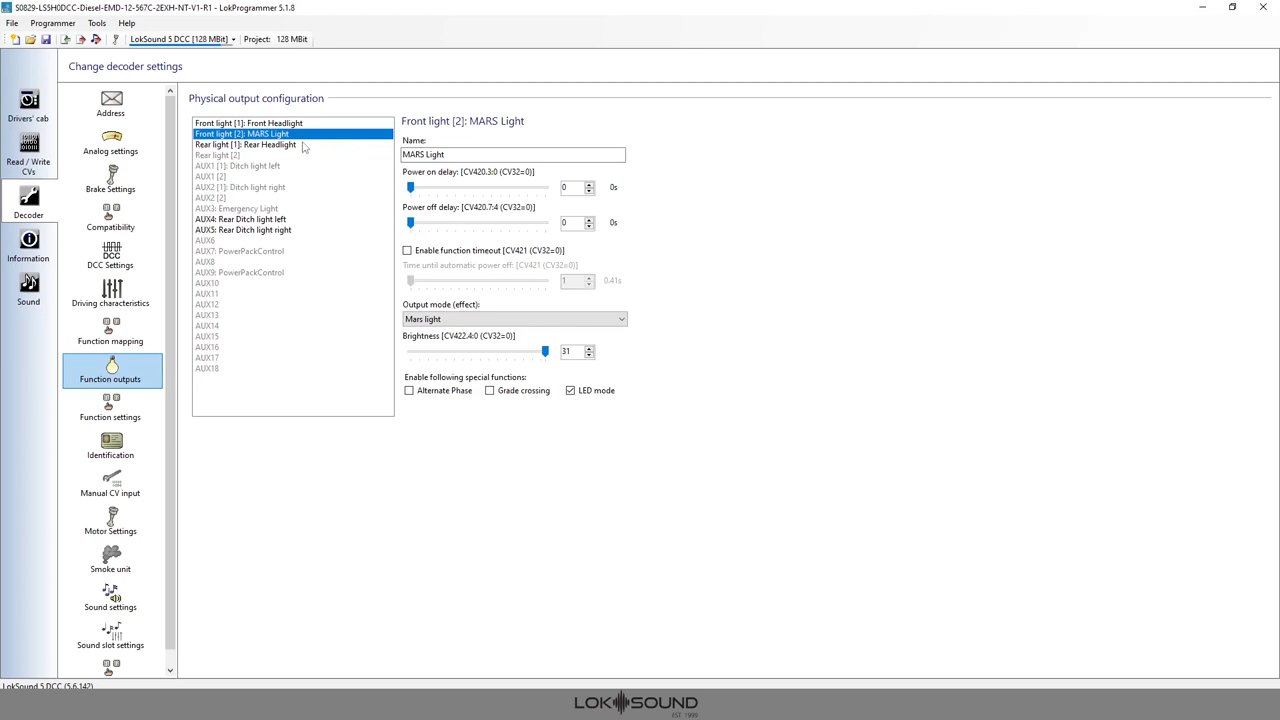 S0829-LS5H0DCC-Diesel-EMD-12-567C-2EXH-NT-V1-R1 - LokProgrammer 5.1.8
File Programmer Tools Help
LokSound 5 DCC [128 MBit] Project: 128 MBit
Change decoder settings
Drivers' cab
Read / Write CVs
Decoder
Information
Sound
Address
Analog settings
Brake Settings
Compatibility
DCC
DCC Settings
Driving characteristics
Function mapping
Function outputs
Function settings
Identification
Manual CV input
Motor Settings
Smoke unit
Sound settings
Sound slot settings
Physical output configuration
Front light [1]: Front Headlight
Front light [2]: MARS Light
Rear light [1]: Rear Headlight
Rear light [2]
AUX1 [1]: Ditch light left
AUX1 [2]
AUX2 [1]: Ditch light right
AUX2 [2]
AUX3: Emergency Light
AUX4: Rear Ditch light left
AUX5: Rear Ditch light right
AUX6
AUX7: PowerPackControl
AUX8
AUX9: PowerPackControl
AUX10
AUX11
AUX12
AUX13
AUX14
AUX15
AUX16
AUX17
AUX18
Front light [2]: MARS Light
Name:
MARS Light
Power on delay: [CV420.3:0 (CV32=0)]
0 0s
Power off delay: [CV420.7:4 (CV32=0)]
0 0s
Enable function timeout [CV421 (CV32=0)]
Time until automatic power off: [CV421 (CV32=0)]
1 0.41s
Output mode (effect):
Mars light
Brightness [CV422.4:0 (CV32=0)]
31
Enable following special functions:
Alternate Phase Grade crossing LED mode
LokSound 5 DCC (5.6.142)
LOKSOUND
EST. 1999